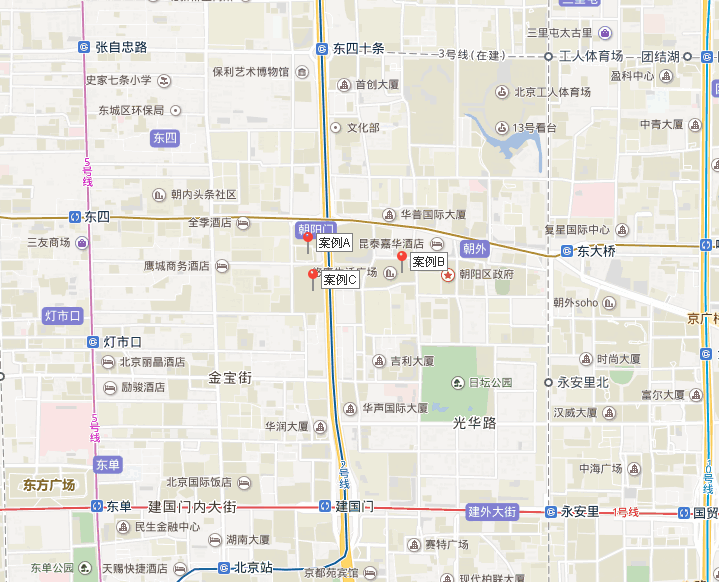 张自忠路
东四十条
3号线(在建)
三里屯太古里
工人体育场
团结湖
盈科中心
史家七条小学
保利艺术博物馆
首创大厦
北京工人体育场
东城区环保局
文化部
13号看台
中青大厦
东四
5号线
朝内头条社区
东四
全季酒店
朝阳门
华普国际大厦
复星国际中心
三友商场
案例A
昆泰嘉华酒店
朝外
东大桥
鹰城商务酒店
案例B
朝阳区政府
案例C
朝外soho
灯市口
灯市口
吉利大厦
时尚大厦
北京丽晶酒店
金宝街
日坛公园
永安里北
励骏酒店
富尔大厦
华声国际大厦
汉威大厦
5号线
华润大厦
光华路
东单
中海广场
2号线
10号线
东方广场
北京国际饭店
东单
建国门内大街
建国门
建外大街
永安里
1号线
国贸
民生金融中心
湖南大厦
赛特广场
东单公园
天赐快捷酒店
北京站
京都苑宾馆
现代柏联大厦